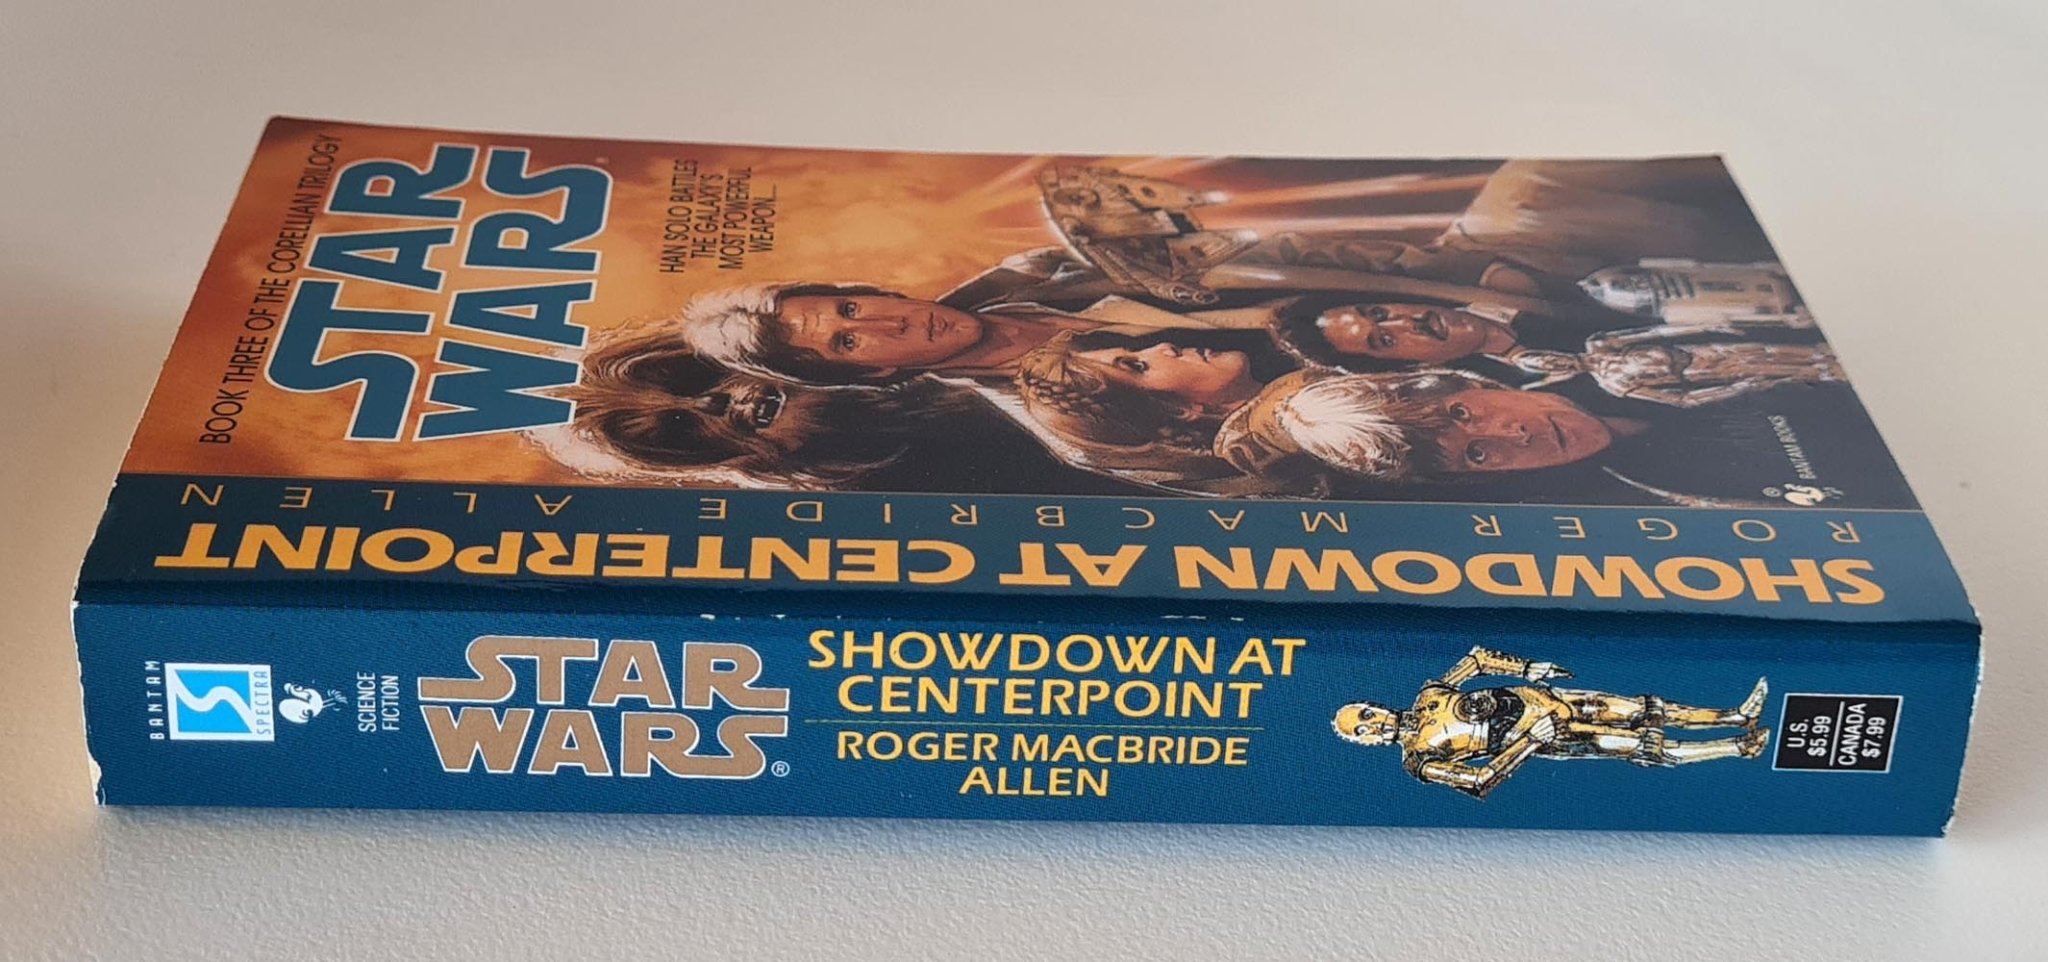 BOOK THREE OF THE CORELLIAN TRILOGY
STAR
WARS
HAN SOLO BATTLES
THE GALAXY'S
MOST POWERFUL
WEAPON...
® BANTAM BOOKS
ROGER MACBRIDE ALLEN
SHOWDOWN AT CENTERPOINT
BANTAM
SPECTRA
SCIENCE
FICTION
STAR
WARS®
SHOWDOWN AT
CENTERPOINT
ROGER MACBRIDE
ALLEN
U.S.
$5.99
CANADA
$7.99